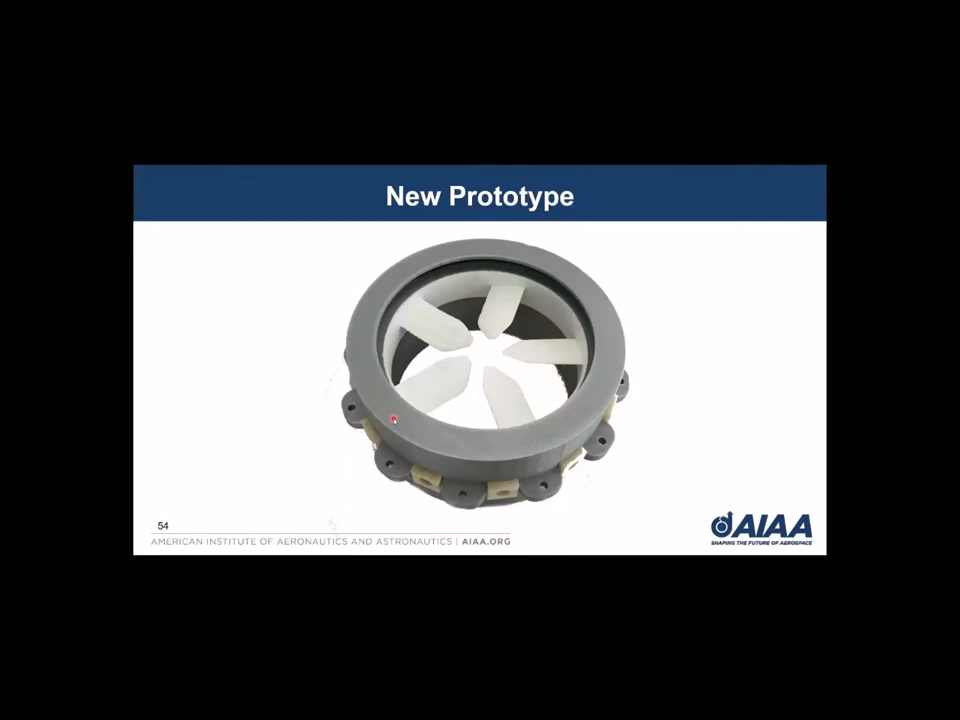 New Prototype
54
AMERICAN INSTITUTE OF AERONAUTICS AND ASTRONAUTICS | AIAA.ORG
AIAA
SHAPING THE FUTURE OF AEROSPACE